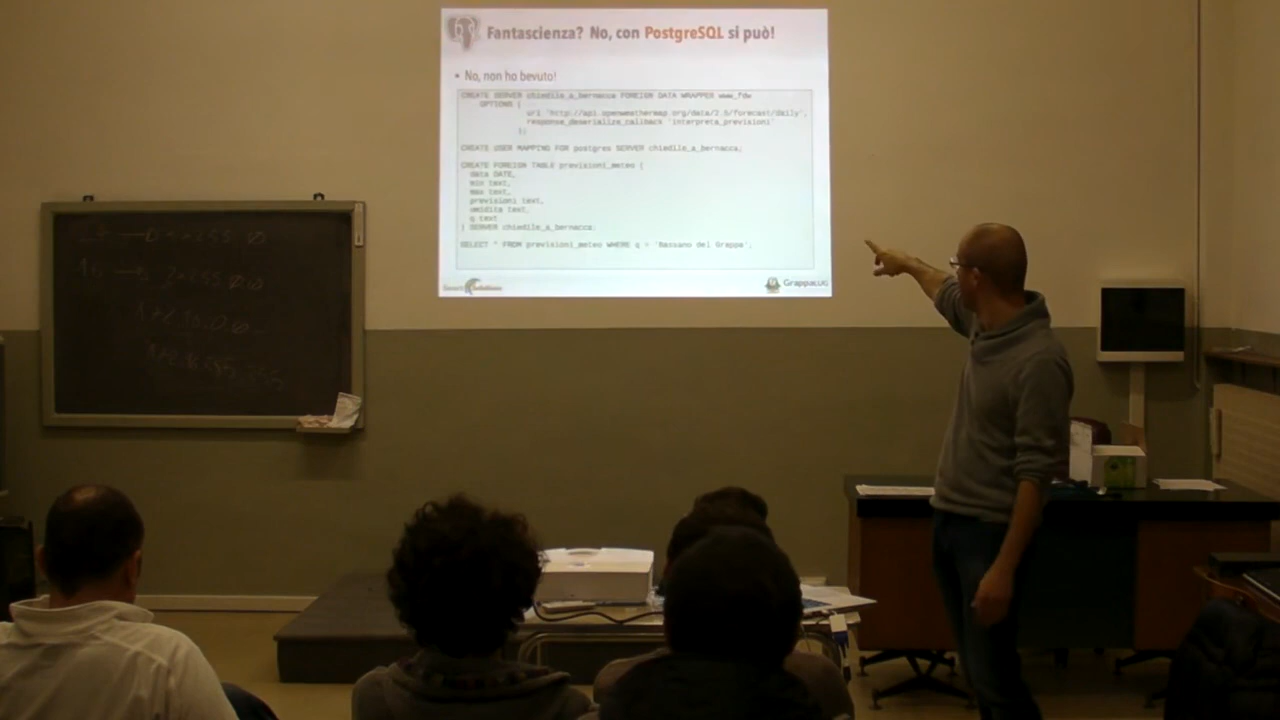 Fantascienza? No, con PostgreSQL si può!
No, non ho bevuto!
CREATE SERVER chiedile_a_bernacca FOREIGN DATA WRAPPER www_fdw
OPTIONS (
uri 'http://api.openweathermap.org/data/2.5/forecast/daily',
response_deserialize_callback 'interpreta_previsioni'
);
CREATE USER MAPPING FOR postgres SERVER chiedile_a_bernacca;
CREATE FOREIGN TABLE previsioni_meteo (
data DATE,
min text,
max text,
previsioni text,
umidita text,
q text
) SERVER chiedile_a_bernacca;
SELECT * FROM previsioni_meteo WHERE q = 'Bassano del Grappa';
GrappaLUG